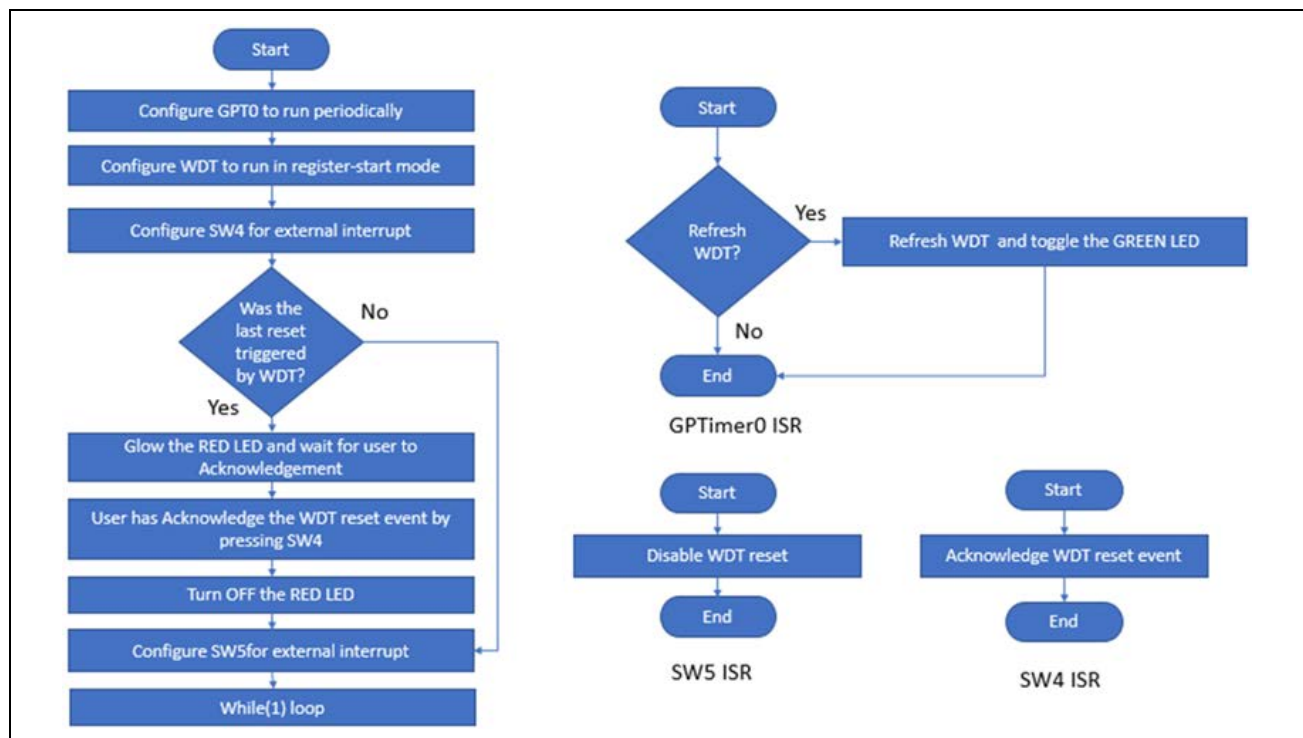 Start
Configure GPT0 to run periodically
Configure WDT to run in register-start mode
Configure SW4 for external interrupt
Was the
last reset
triggered
by WDT?
No
Yes
Glow the RED LED and wait for user to
Acknowledgement
User has Acknowledge the WDT reset event by
pressing SW4
Turn OFF the RED LED
Configure SW5for external interrupt
While(1) loop
Start
Refresh
WDT?
Yes
Refresh WDT and toggle the GREEN LED
No
End
GPTimer0 ISR
Start
Disable WDT reset
End
SW5 ISR
Start
Acknowledge WDT reset event
End
SW4 ISR